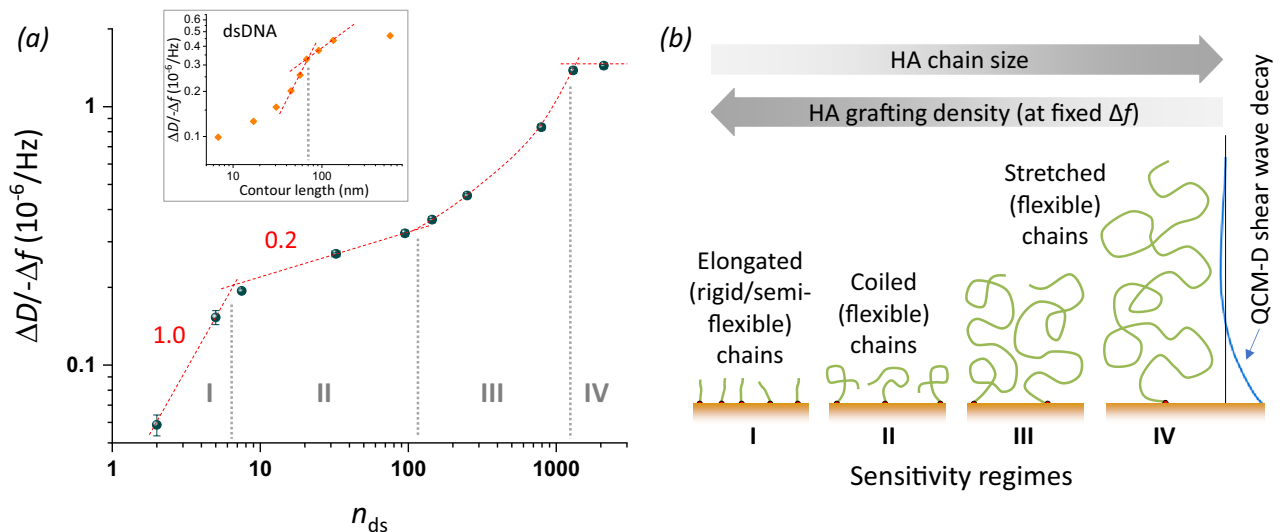 (a)
dsDNA
ΔD/-Δf (10⁻⁶/Hz)
0.6
0.5
0.4
0.3
0.2
0.1
10
100
Contour length (nm)
ΔD/-Δf (10⁻⁶/Hz)
1
0.1
1.0
0.2
I
II
III
IV
1
10
100
1000
n_ds
(b)
HA chain size
HA grafting density (at fixed Δf)
Elongated
(rigid/semi-
flexible)
chains
Coiled
(flexible)
chains
Stretched
(flexible)
chains
QCM-D shear wave decay
I
II
III
IV
Sensitivity regimes